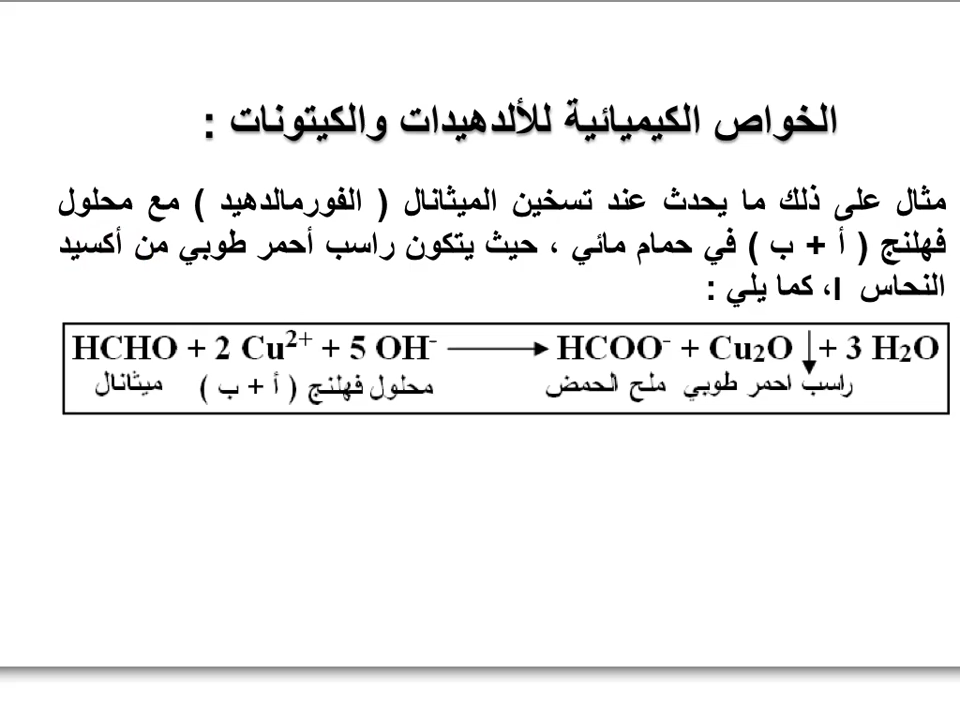 الخواص الكيميائية للألدهيدات والكيتونات :
مثال على ذلك ما يحدث عند تسخين الميثانال ( الفورمالدهيد ) مع محلول
فهلنج ( أ + ب ) في حمام مائي ، حيث يتكون راسب أحمر طوبي من أكسيد
النحاس I، كما يلي :
HCHO + 2 Cu²⁺ + 5 OH⁻ ⟶ HCOO⁻ + Cu₂O ↓ + 3 H₂O
ميثانال محلول فهلنج ( أ + ب ) ملح الحمض راسب احمر طوبي